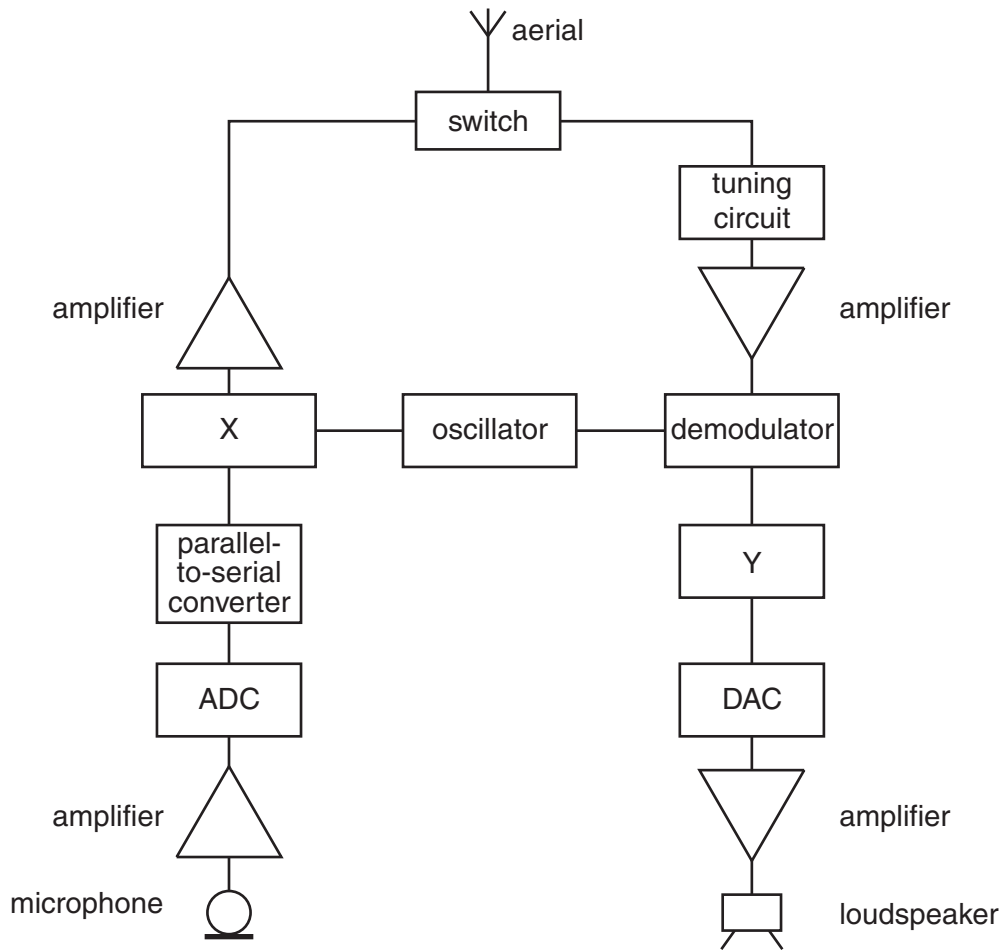 aerial
switch
tuning
circuit
amplifier
amplifier
X
oscillator
demodulator
parallel-
to-serial
converter
Y
ADC
DAC
amplifier
amplifier
microphone
loudspeaker